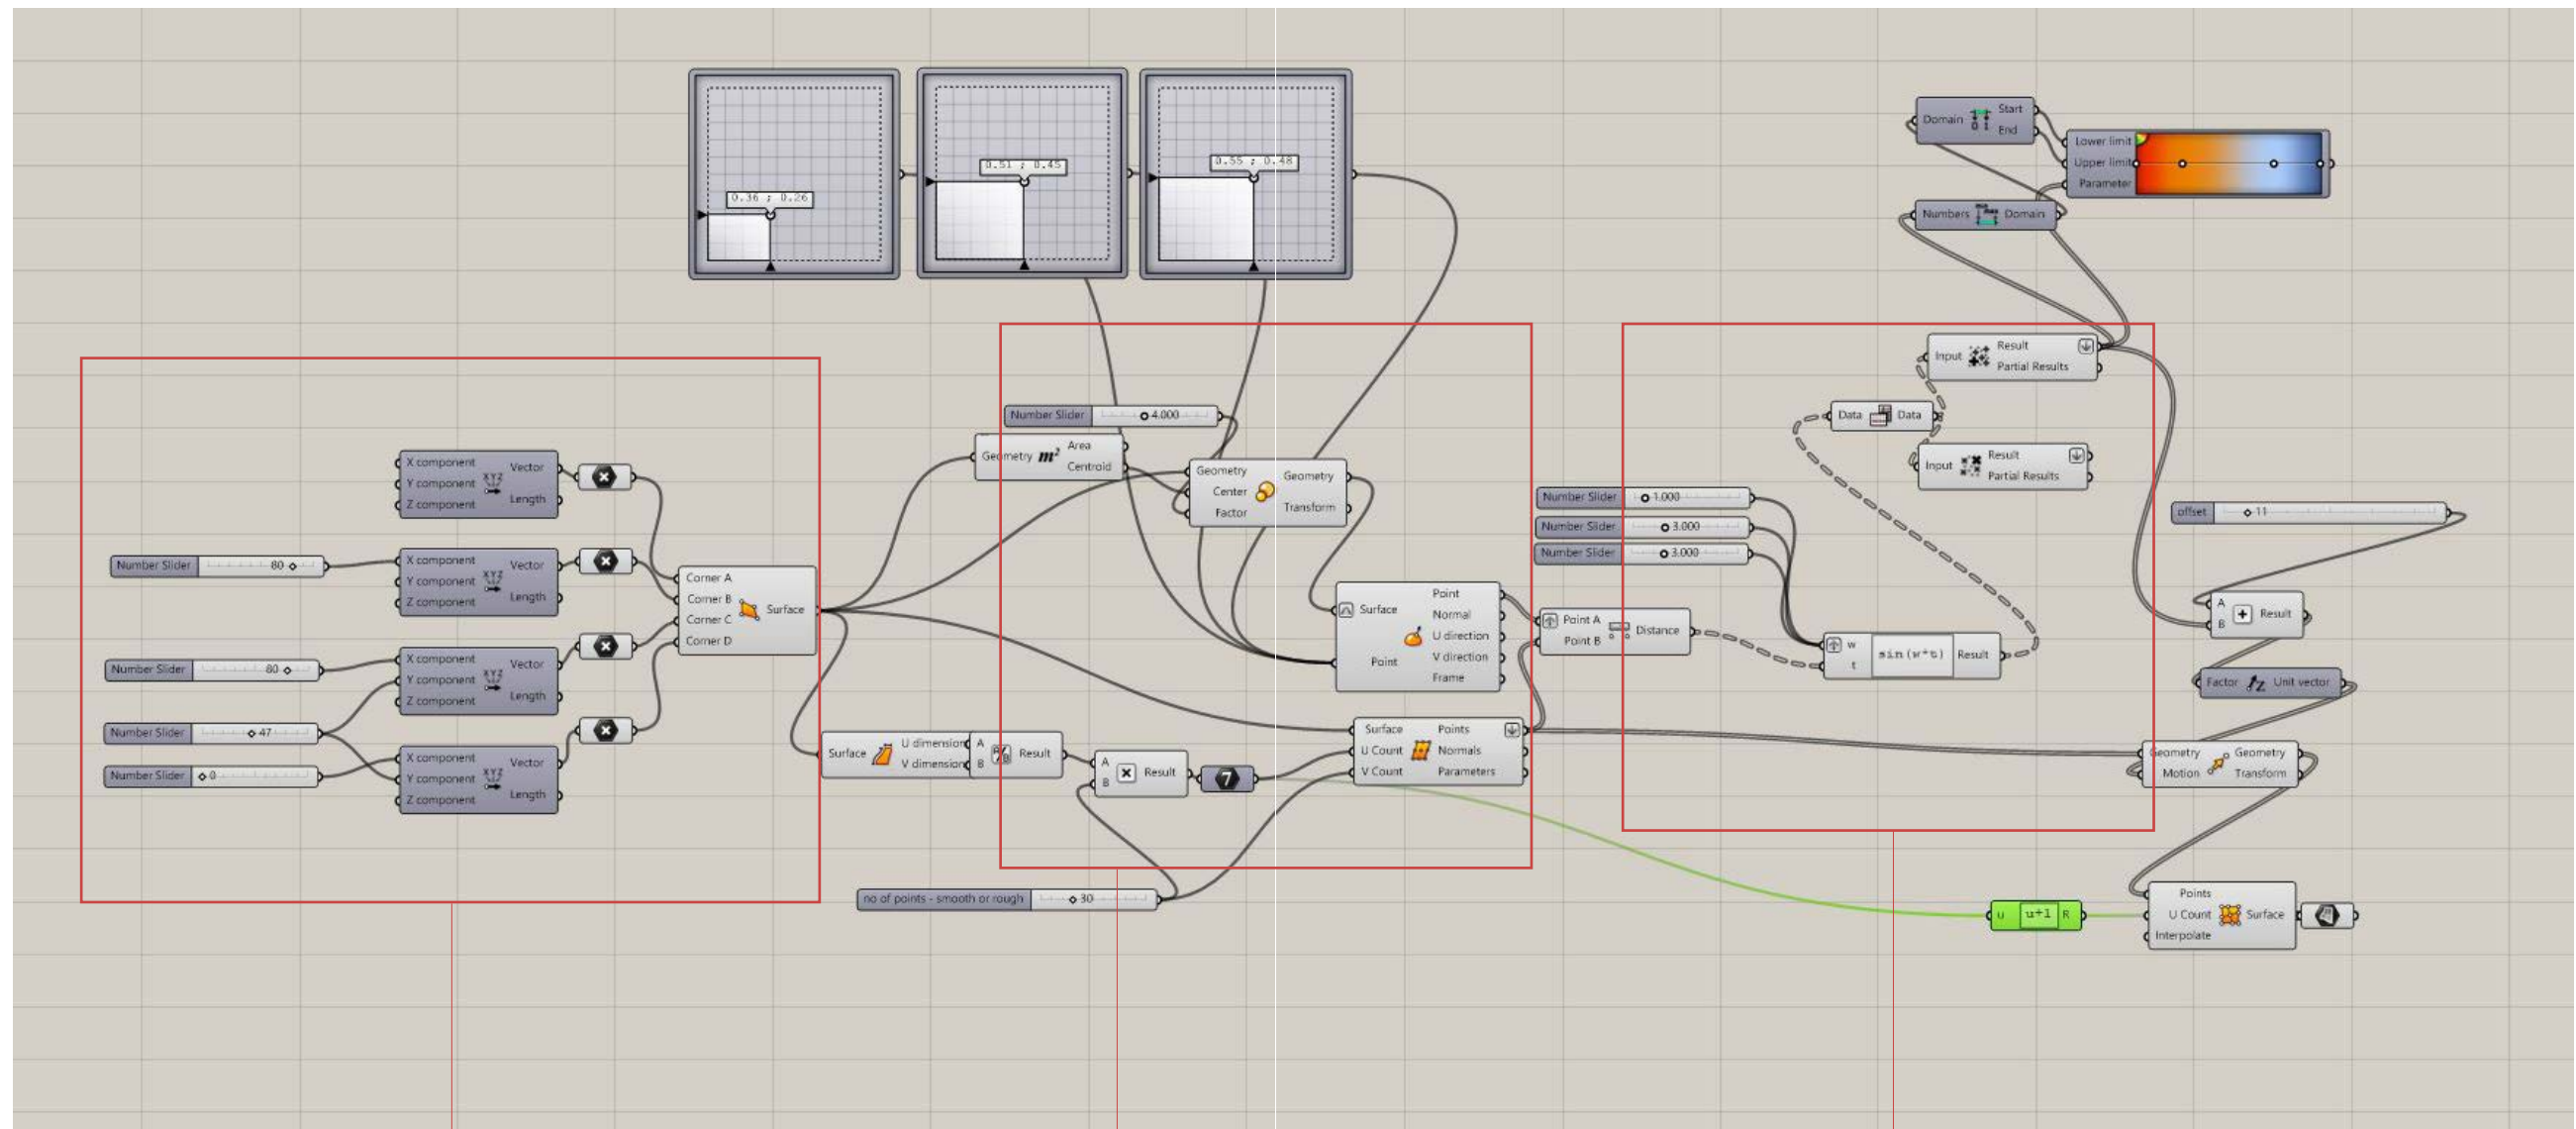 0.36 ; 0.26
0.51 ; 0.45
0.55 ; 0.48
Domain Start
End
Lower limit
Upper limit
Parameter
Numbers Domain
Input Result
Partial Results
Data Data
Input Result
Partial Results
Number Slider 4.000
Geometry m² Area
Centroid
Geometry Geometry
Center
Factor Transform
X component Vector
Y component XYZ
Z component Length
Number Slider 80
X component Vector
Y component XYZ
Z component Length
Number Slider 80
X component Vector
Y component XYZ
Z component Length
Number Slider 47
Number Slider 0
X component Vector
Y component XYZ
Z component Length
Corner A
Corner B Surface
Corner C
Corner D
Number Slider 1.000
Number Slider 3.000
Number Slider 3.000
offset 11
Surface Point
Normal
U direction
Point V direction
Frame
Point A Distance
Point B
w sin(w*t) Result
t
A Result
B
Factor Z Unit vector
Surface U dimension
V dimension
A A/B Result
B
A Result
B
7
Surface Points
U Count Normals
V Count Parameters
Geometry Geometry
Motion Transform
no of points - smooth or rough 30
u u+1 R
Points
U Count Surface
Interpolate